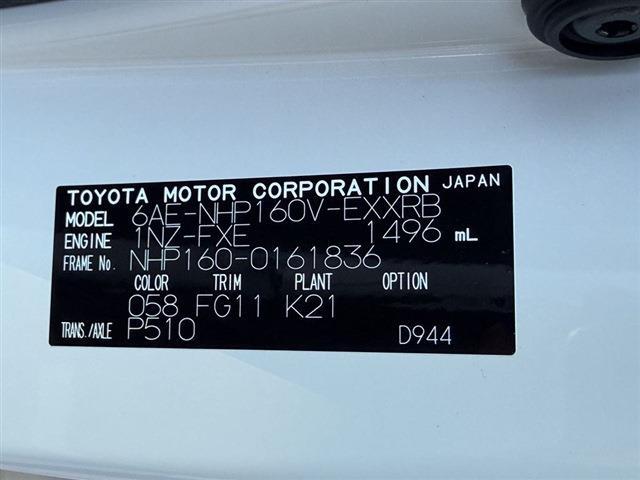 TOYOTA MOTOR CORPORATION JAPAN
MODEL 6AE-NHP160V-EXXRB
ENGINE 1NZ-FXE 1496 mL
FRAME No. NHP160-0161836
COLOR TRIM PLANT OPTION
058 FG11 K21
TRANS./AXLE P510 D944